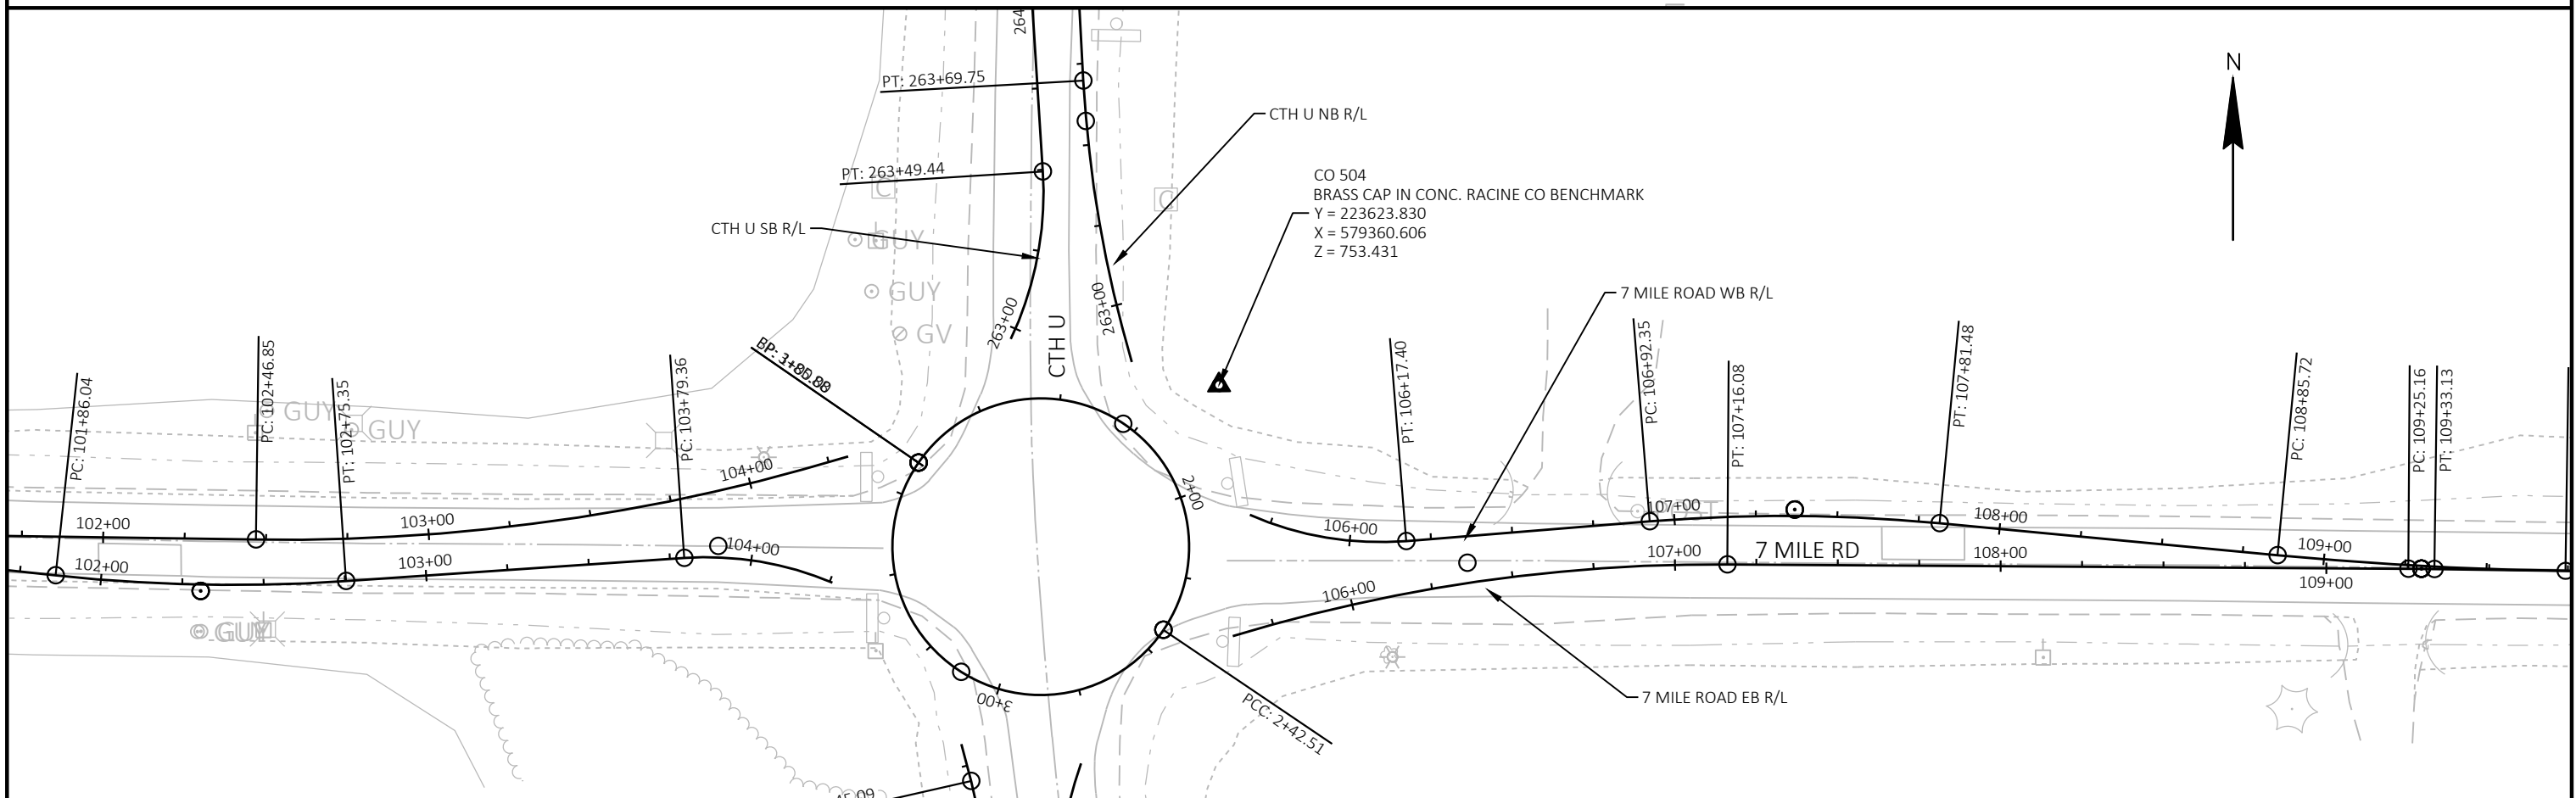 264
PT: 263+69.75
PT: 263+49.44
C
C
CTH U NB R/L
CO 504
BRASS CAP IN CONC. RACINE CO BENCHMARK
Y = 223623.830
X = 579360.606
Z = 753.431
N
CTH U SB R/L
GUY
GUY
GV
263+00
CTH U
263+00
7 MILE ROAD WB R/L
PC: 101+86.04
PC: 102+46.85
GUY
GUY
PT: 102+75.35
PC: 103+79.36
PT: 106+17.40
PC: 106+92.35
PT: 107+16.08
PT: 107+81.48
PC: 108+85.72
PC: 109+25.16
PT: 109+33.13
102+00
103+00
104+00
2+00
106+00
107+00
108+00
109+00
102+00
103+00
104+00
106+00
107+00
7 MILE RD
108+00
109+00
GUY
3+00
PCC: 2+42.51
7 MILE ROAD EB R/L